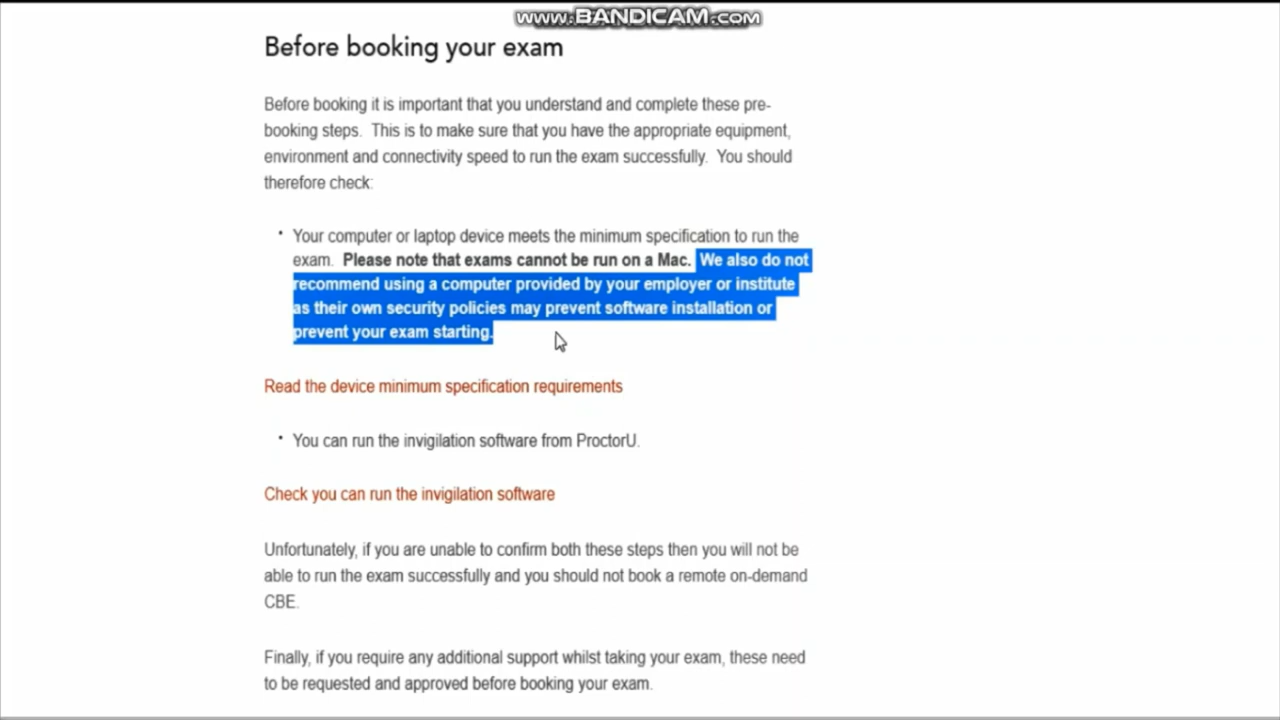 www.BANDICAM.com
Before booking your exam
Before booking it is important that you understand and complete these pre-
booking steps. This is to make sure that you have the appropriate equipment,
environment and connectivity speed to run the exam successfully. You should
therefore check:
• Your computer or laptop device meets the minimum specification to run the
exam. Please note that exams cannot be run on a Mac. We also do not
recommend using a computer provided by your employer or institute
as their own security policies may prevent software installation or
prevent your exam starting.
Read the device minimum specification requirements
• You can run the invigilation software from ProctorU.
Check you can run the invigilation software
Unfortunately, if you are unable to confirm both these steps then you will not be
able to run the exam successfully and you should not book a remote on-demand
CBE.
Finally, if you require any additional support whilst taking your exam, these need
to be requested and approved before booking your exam.